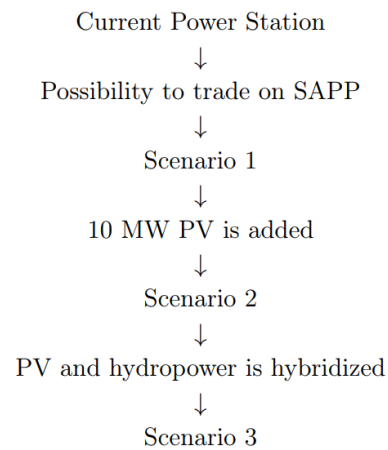 Current Power Station
↓
Possibility to trade on SAPP
↓
Scenario 1
↓
10 MW PV is added
↓
Scenario 2
↓
PV and hydropower is hybridized
↓
Scenario 3